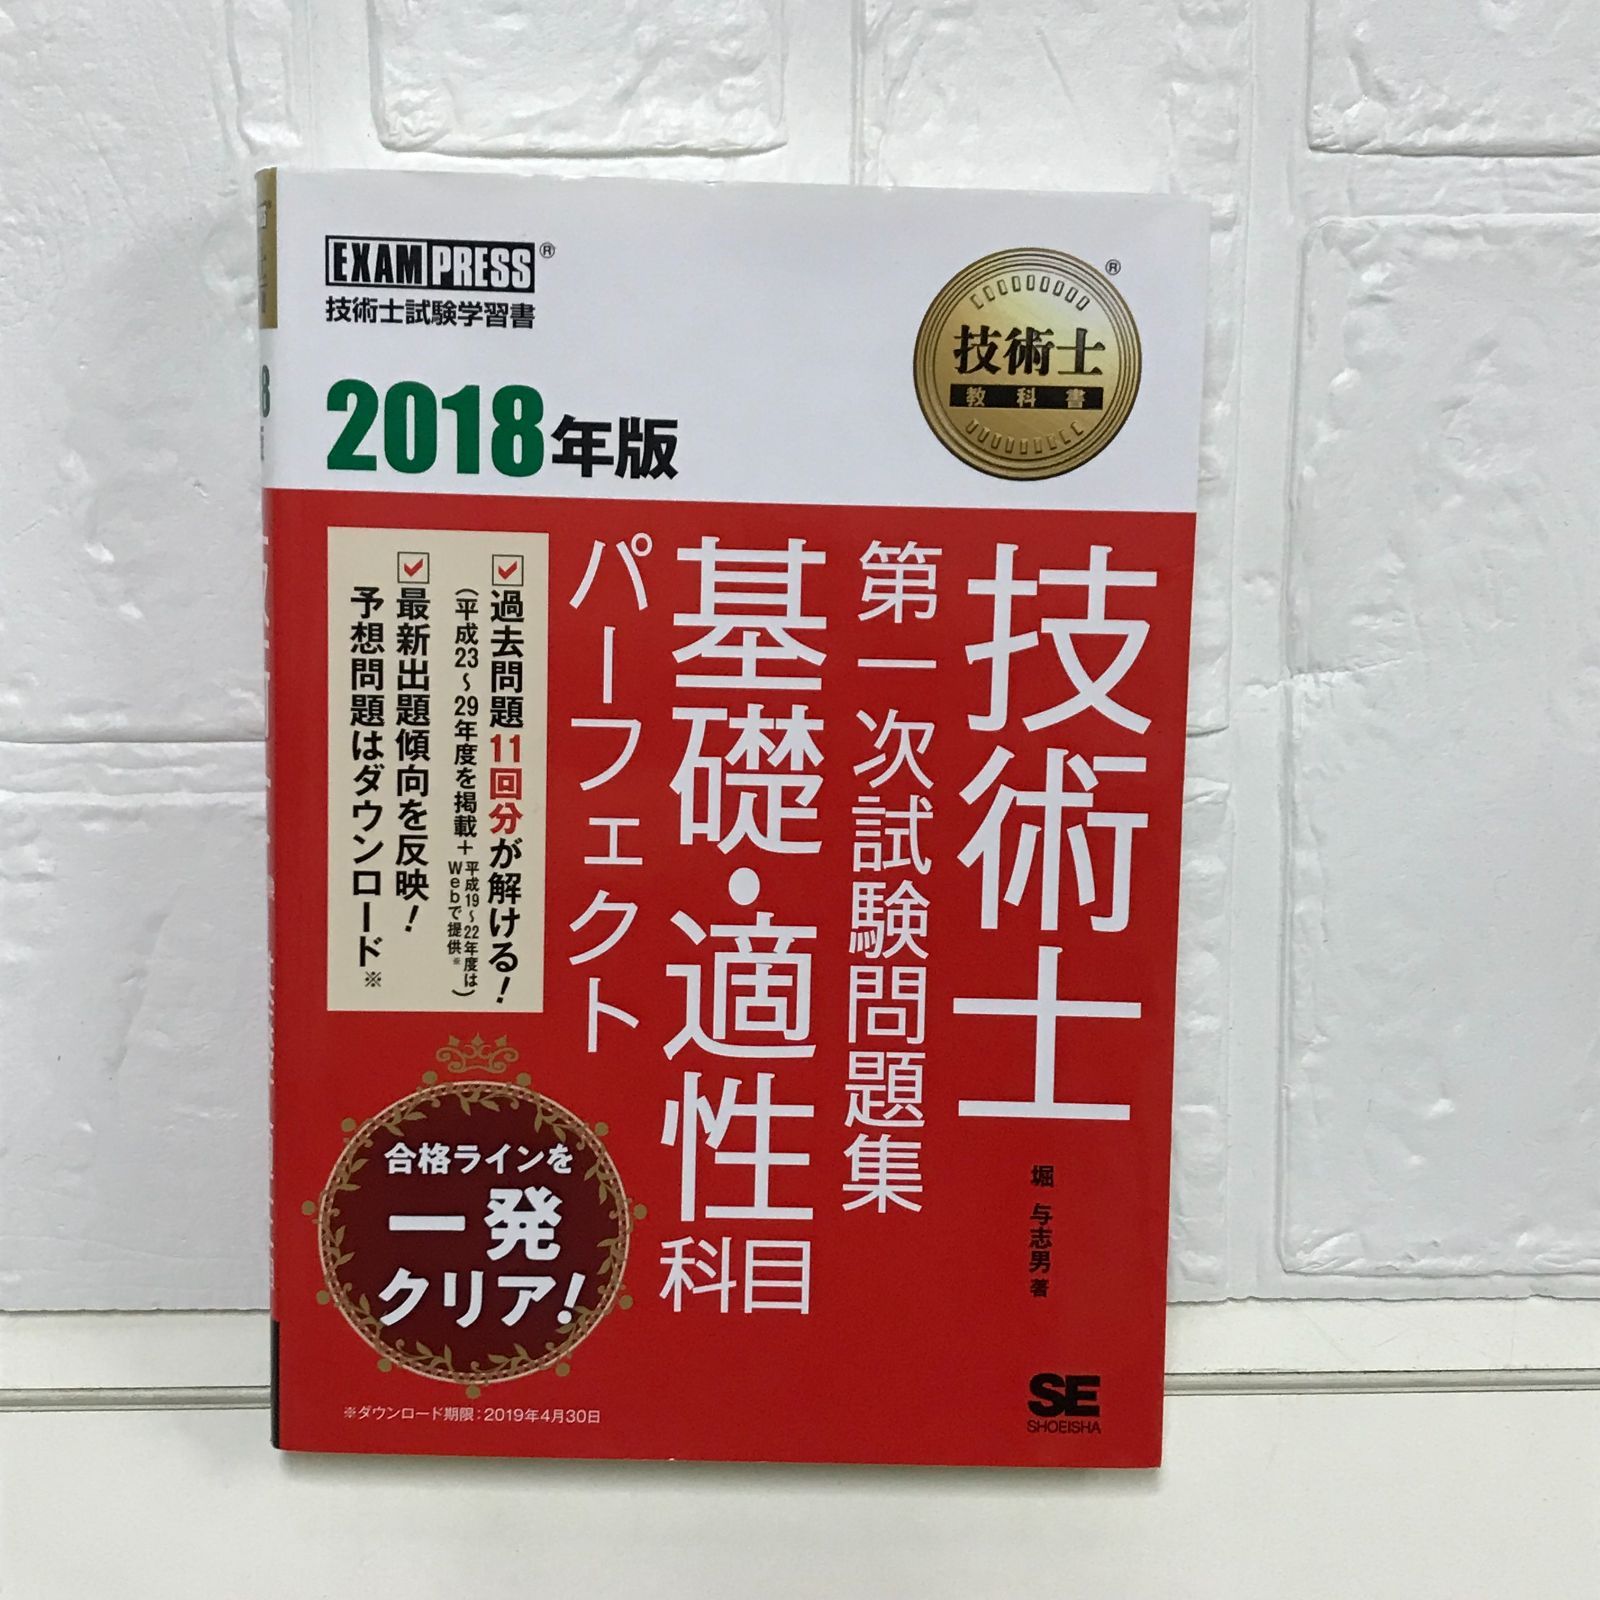 EXAM PRESS®
技術士試験学習書
2018年版
®
技術士
教科書
技術士
第一次試験問題集
基礎・適性科目
パーフェクト
堀 与志男 著
過去問題11回分が解ける!
(平成23~29年度を掲載+平成19~22年度は
Webで提供※)
最新出題傾向を反映!
予想問題はダウンロード※
合格ラインを
一発
クリア!
※ダウンロード期限:2019年4月30日
SE
SHOEISHA